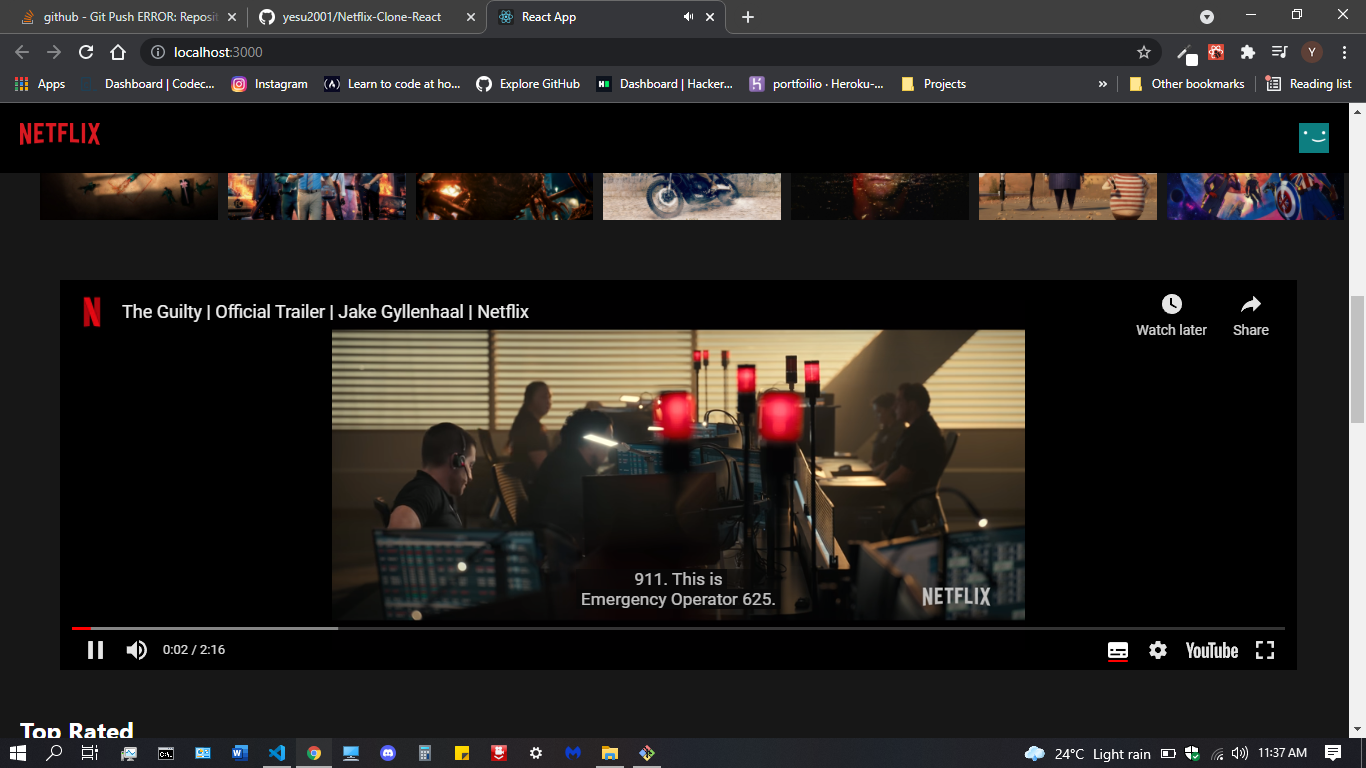 github - Git Push ERROR: Reposit
yesu2001/Netflix-Clone-React
React App
localhost:3000
Y
Apps
Dashboard | Codec...
Instagram
Learn to code at ho...
Explore GitHub
Dashboard | Hacker...
portfoilio · Heroku-...
Projects
»
Other bookmarks
Reading list
NETFLIX
N
The Guilty | Official Trailer | Jake Gyllenhaal | Netflix
Watch later
Share
911. This is
Emergency Operator 625.
NETFLIX
0:02 / 2:16
YouTube
Top Rated
24°C Light rain
11:37 AM